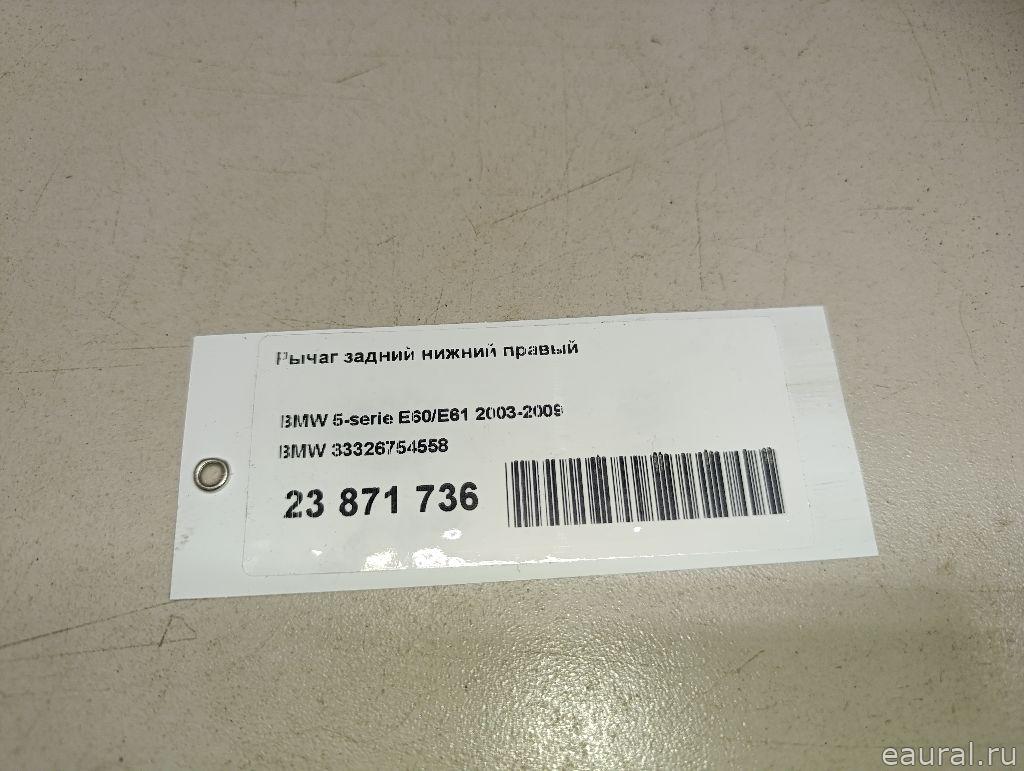 Рычаг задний нижний правый
BMW 5-serie E60/E61 2003-2009
BMW 33326754558
23 871 736
eaural.ru